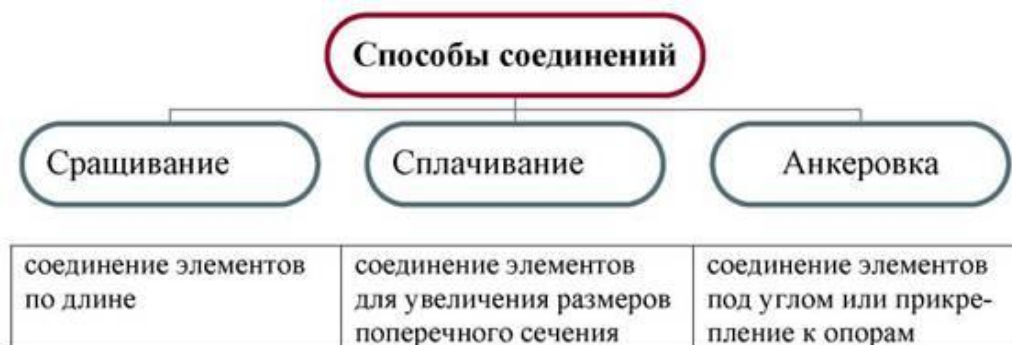 Способы соединений
Сращивание
Сплачивание
Анкеровка
соединение элементов
по длине
соединение элементов
для увеличения размеров
поперечного сечения
соединение элементов
под углом или прикре-
пление к опорам